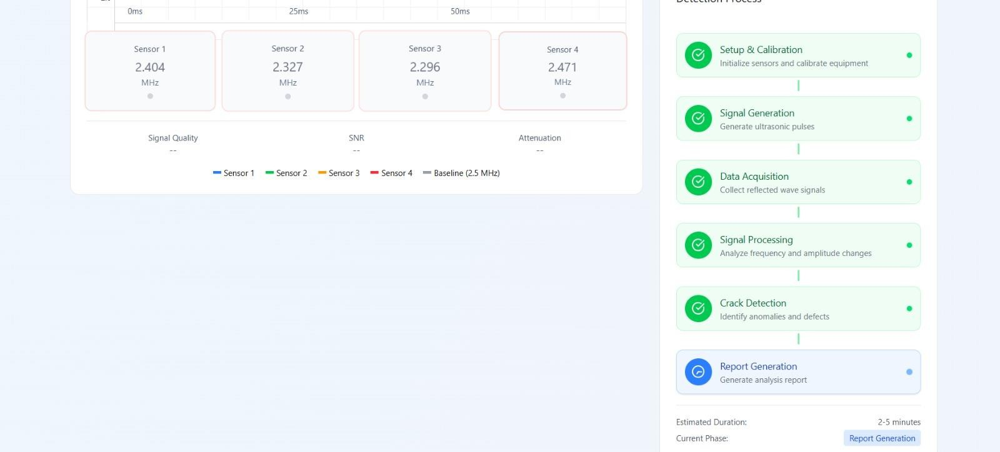 0ms 25ms 50ms
Sensor 1
2.404
MHz
Sensor 2
2.327
MHz
Sensor 3
2.296
MHz
Sensor 4
2.471
MHz
Signal Quality
--
SNR
--
Attenuation
--
Sensor 1 Sensor 2 Sensor 3 Sensor 4 Baseline (2.5 MHz)
Detection Process
Setup & Calibration
Initialize sensors and calibrate equipment
Signal Generation
Generate ultrasonic pulses
Data Acquisition
Collect reflected wave signals
Signal Processing
Analyze frequency and amplitude changes
Crack Detection
Identify anomalies and defects
Report Generation
Generate analysis report
Estimated Duration: 2-5 minutes
Current Phase: Report Generation